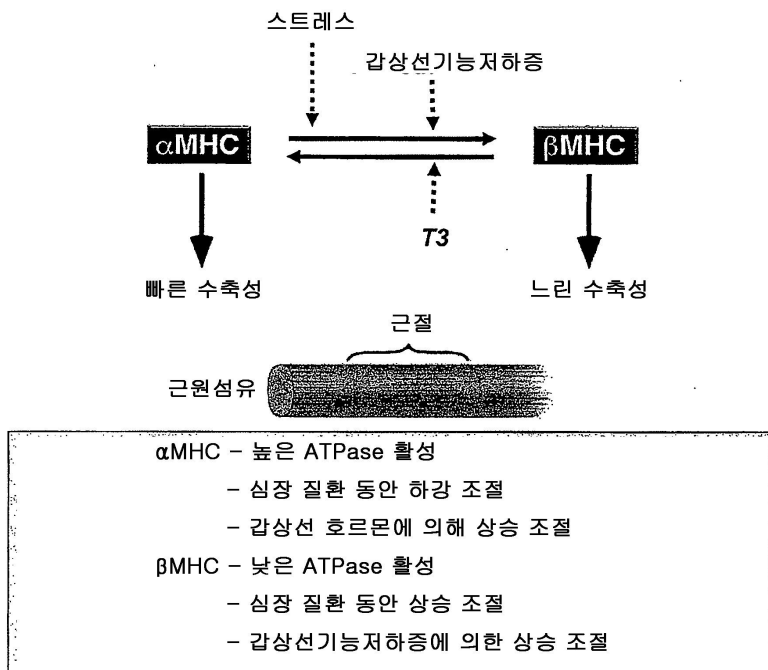 스트레스
갑상선기능저하증
αMHC
βMHC
T3
빠른 수축성
느린 수축성
근절
근원섬유
αMHC – 높은 ATPase 활성
– 심장 질환 동안 하강 조절
– 갑상선 호르몬에 의해 상승 조절
βMHC – 낮은 ATPase 활성
– 심장 질환 동안 상승 조절
– 갑상선기능저하증에 의한 상승 조절